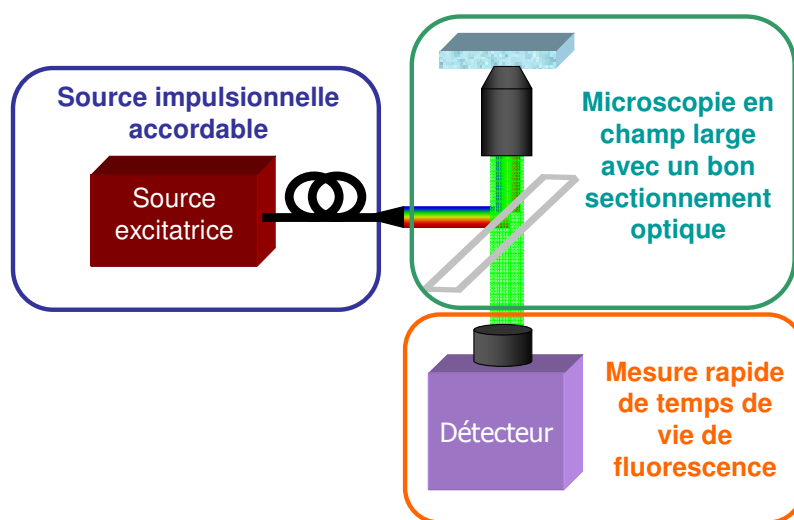 Source impulsionnelle
accordable
Source
excitatrice
Microscopie en
champ large
avec un bon
sectionnement
optique
Détecteur
Mesure rapide
de temps de
vie de
fluorescence